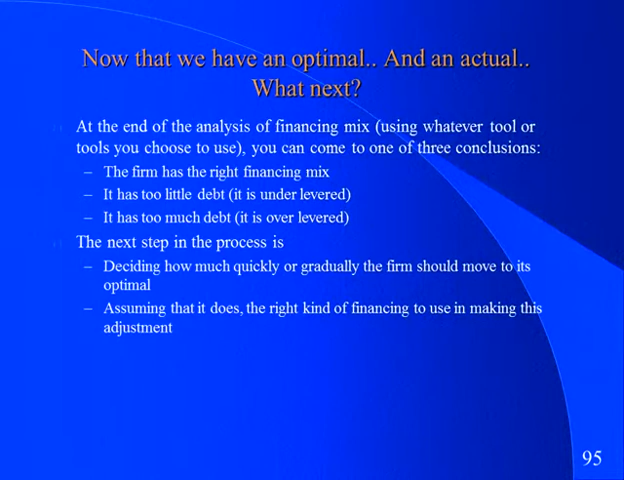 Now that we have an optimal.. And an actual..
What next?
At the end of the analysis of financing mix (using whatever tool or
tools you choose to use), you can come to one of three conclusions:
– The firm has the right financing mix
– It has too little debt (it is under levered)
– It has too much debt (it is over levered)
The next step in the process is
– Deciding how much quickly or gradually the firm should move to its
optimal
– Assuming that it does, the right kind of financing to use in making this
adjustment
95